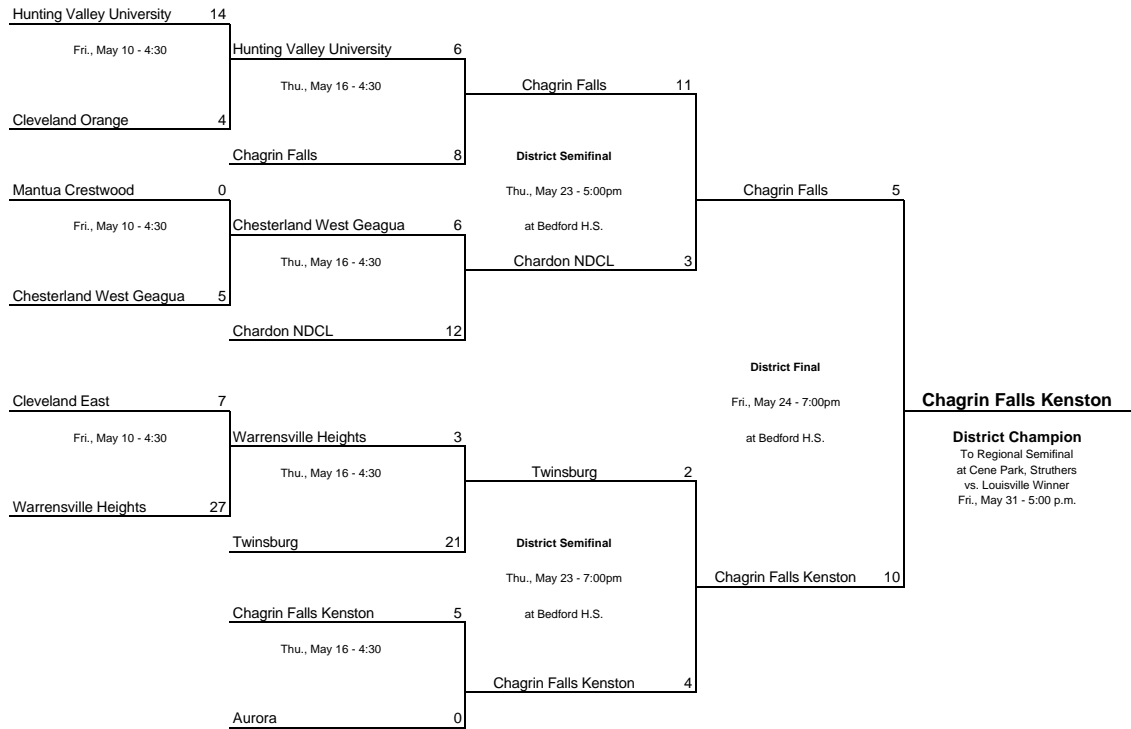 Hunting Valley University 14
Fri., May 10 - 4:30
Hunting Valley University 6
Thu., May 16 - 4:30
Chagrin Falls 11
Cleveland Orange 4
Chagrin Falls 8
District Semifinal
Mantua Crestwood 0
Thu., May 23 - 5:00pm
Chagrin Falls 5
Fri., May 10 - 4:30
Chesterland West Geagua 6
at Bedford H.S.
Thu., May 16 - 4:30
Chardon NDCL 3
Chesterland West Geagua 5
Chardon NDCL 12
District Final
Cleveland East 7
Fri., May 24 - 7:00pm
Chagrin Falls Kenston
Fri., May 10 - 4:30
Warrensville Heights 3
at Bedford H.S.
District Champion
To Regional Semifinal
at Cene Park, Struthers
vs. Louisville Winner
Fri., May 31 - 5:00 p.m.
Thu., May 16 - 4:30
Twinsburg 2
Warrensville Heights 27
Twinsburg 21
District Semifinal
Thu., May 23 - 7:00pm
Chagrin Falls Kenston 10
Chagrin Falls Kenston 5
at Bedford H.S.
Thu., May 16 - 4:30
Chagrin Falls Kenston 4
Aurora 0